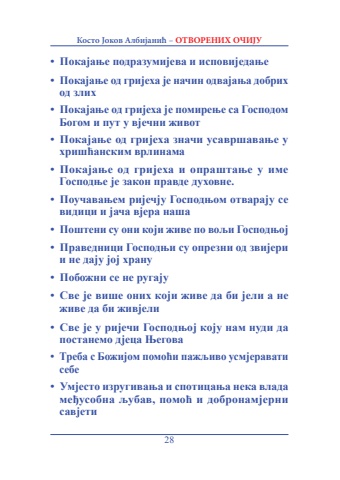 Косто Јоков Албијанић – ОТВОРЕНИХ ОЧИЈУ
• Покајање подразумијева и исповиједање
• Покајање од гријеха је начин одвајања добрих
од злих
• Покајање од гријеха је помирење са Господом
Богом и пут у вјечни живот
• Покајање од гријеха значи усавршавање у
хришћанским врлинама
• Покајање од гријеха и опраштање у име
Господње је закон правде духовне.
• Поучавањем ријечју Господњом отварају се
видици и јача вјера наша
• Поштени су они који живе по вољи Господњој
• Праведници Господњи су опрезни од звијери
и не дају јој храну
• Побожни се не ругају
• Све је више оних који живе да би јели а не
живе да би живјели
• Све је у ријечи Господњој коју нам нуди да
постанемо дјеца Његова
• Треба с Божијом помоћи пажљиво усмјеравати
себе
• Умјесто изругивања и спотицања нека влада
међусобна љубав, помоћ и добронамјерни
савјети
28